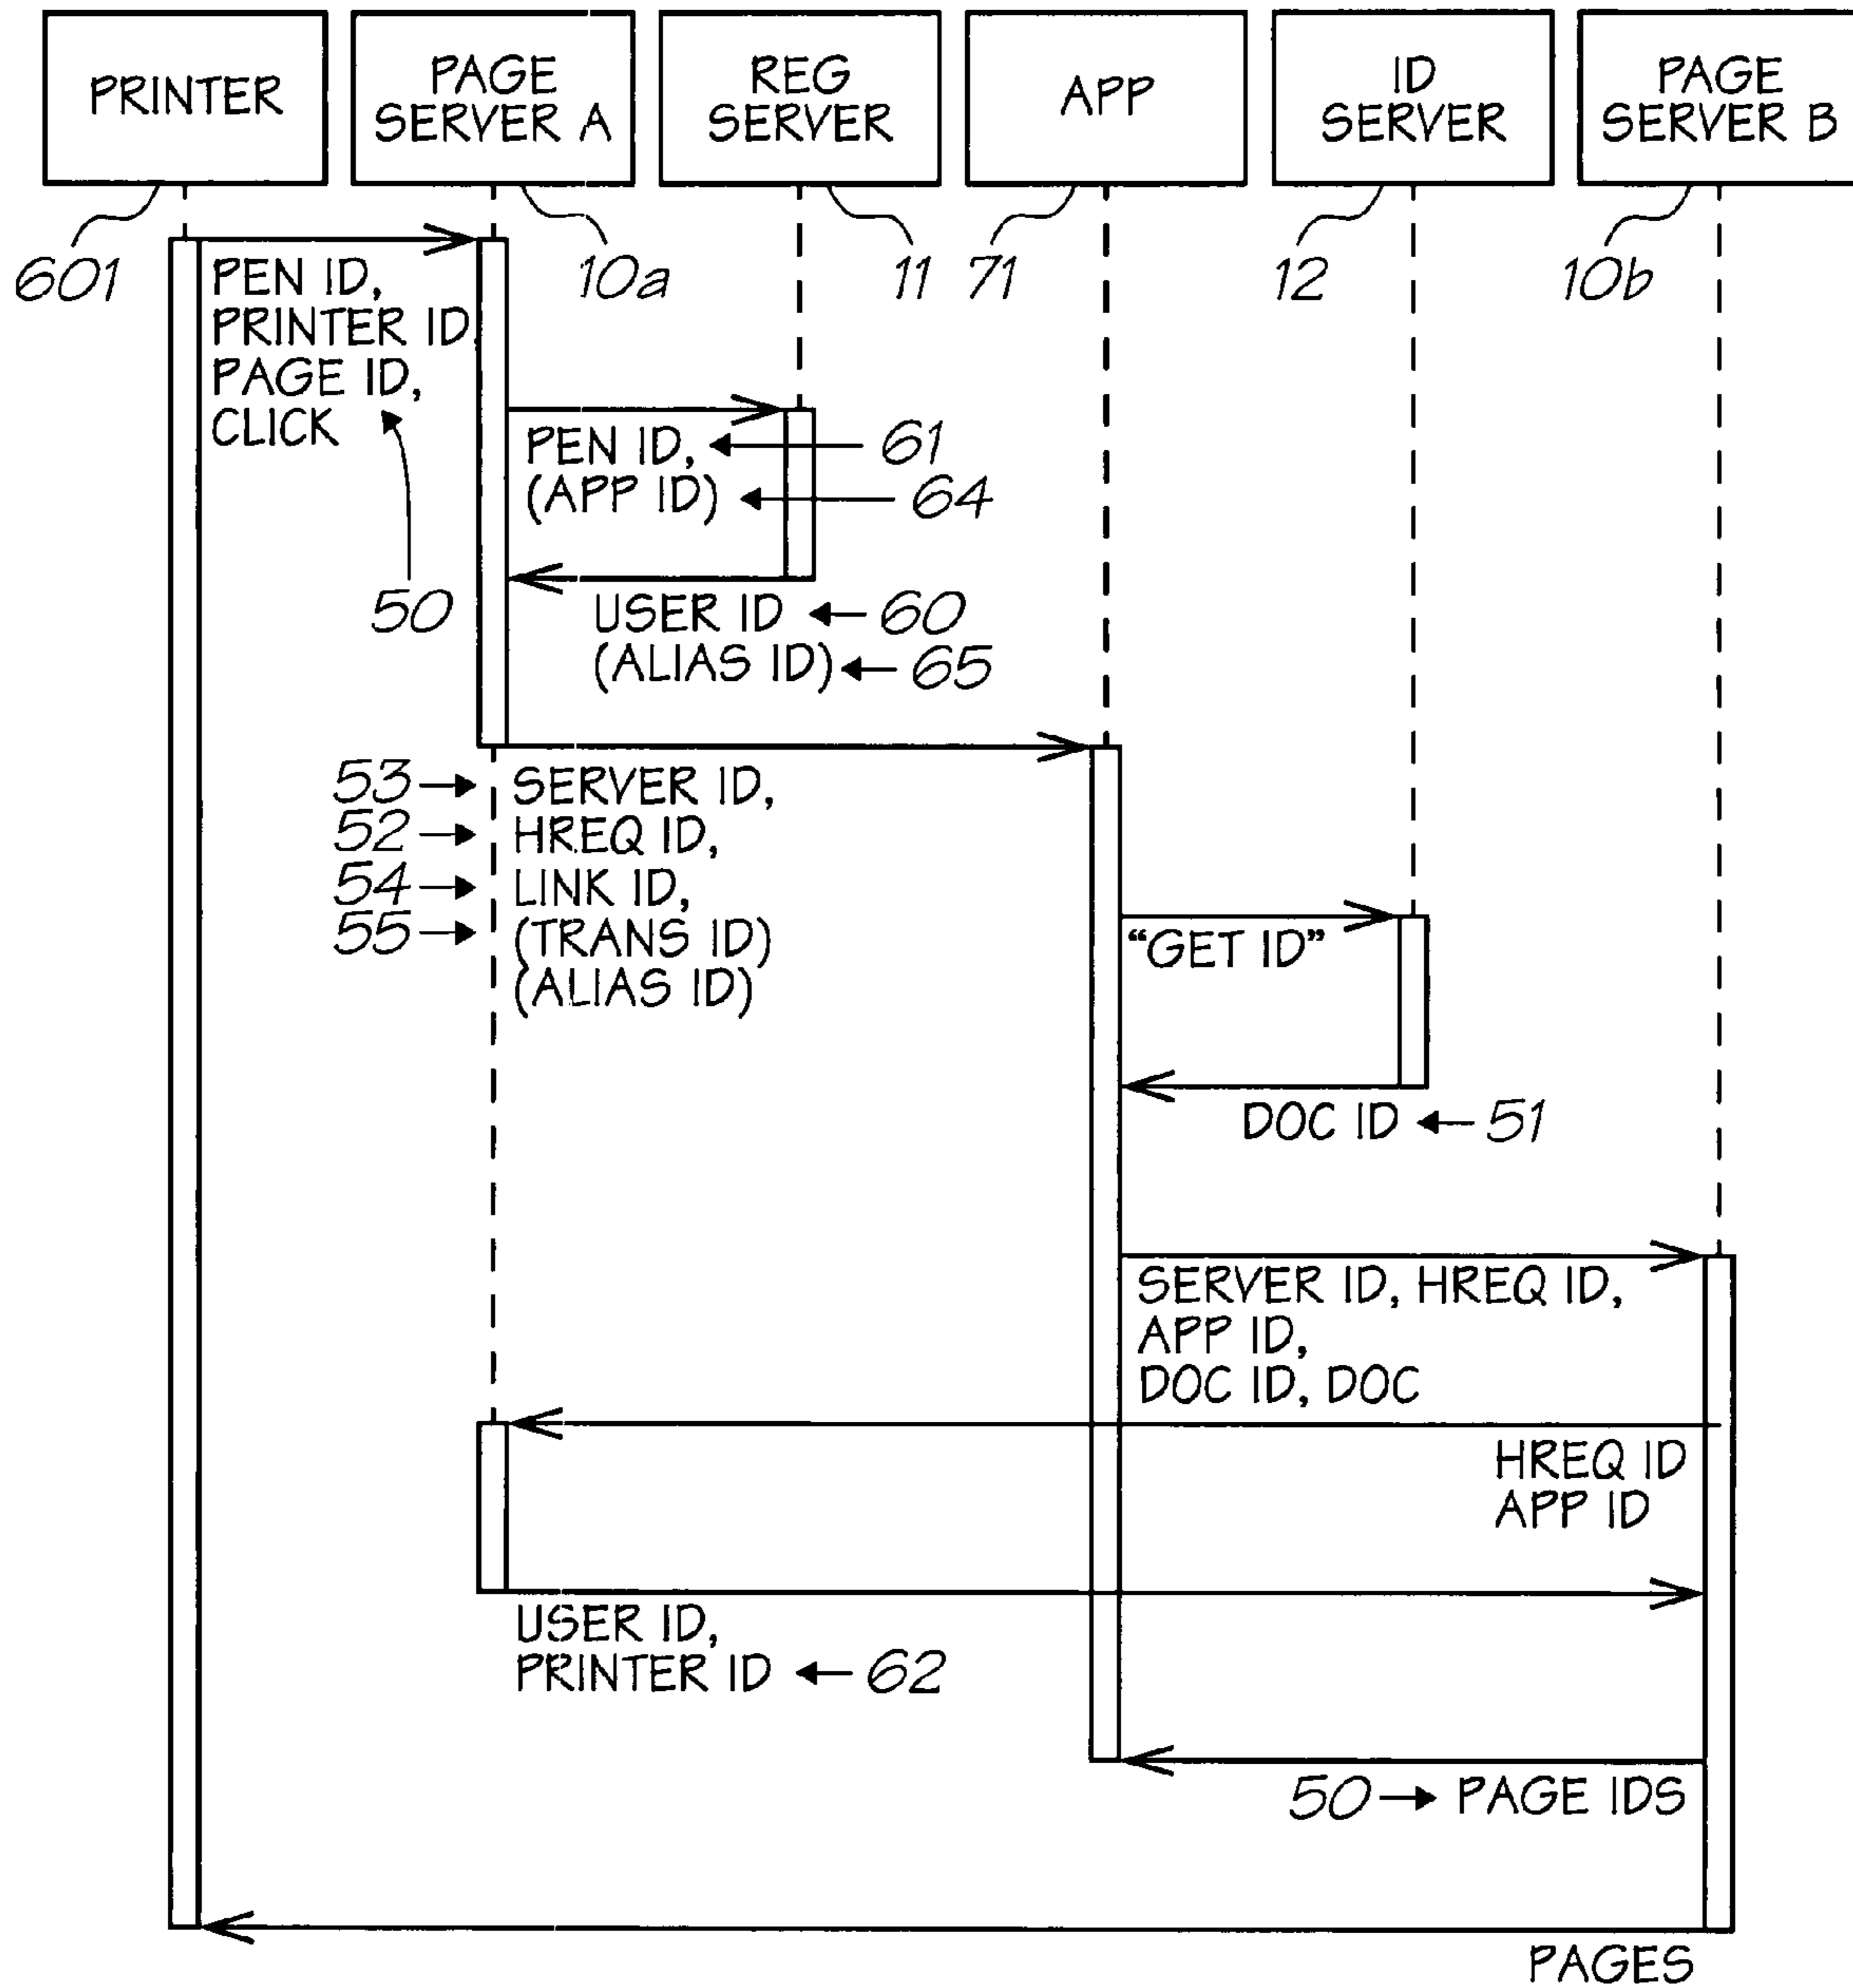 PRINTER
PAGE
SERVER A
REG
SERVER
APP
ID
SERVER
PAGE
SERVER B
601
10a
11
71
12
10b
PEN ID,
PRINTER ID
PAGE ID,
CLICK
50
PEN ID,
61
(APP ID)
64
USER ID
60
(ALIAS ID)
65
53
SERVER ID,
52
HREQ ID,
54
LINK ID,
55
(TRANS ID)
(ALIAS ID)
“GET ID”
DOC ID
51
SERVER ID, HREQ ID,
APP ID,
DOC ID, DOC
HREQ ID
APP ID
USER ID,
PRINTER ID
62
50
PAGE IDS
PAGES